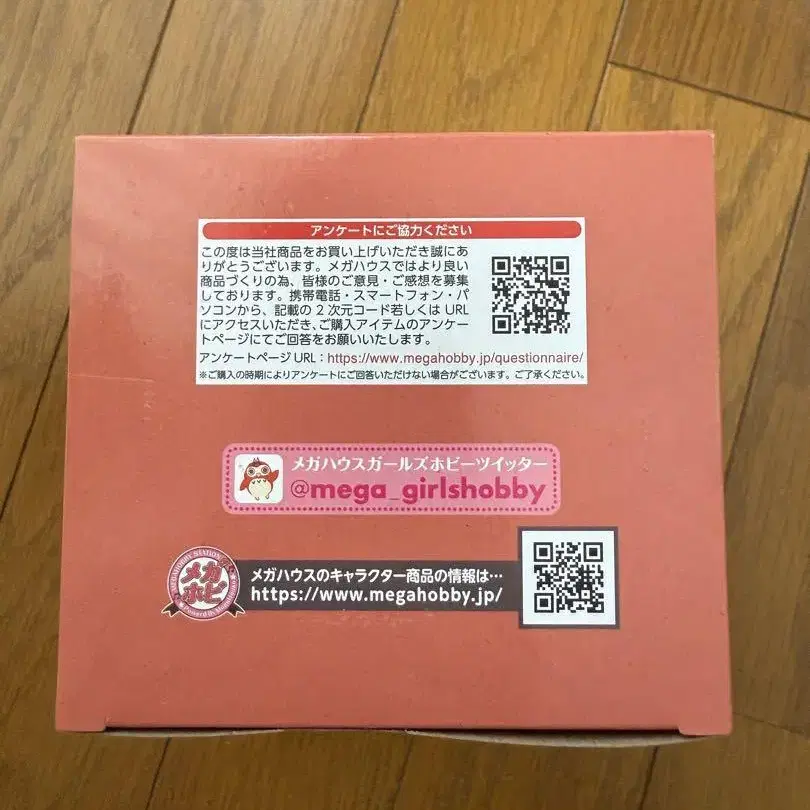 アンケートにご協力ください
この度は当社商品をお買い上げいただき誠にあ
りがとうございます。メガハウスではより良い
商品づくりの為、皆様のご意見・ご感想を募集
しております。携帯電話・スマートフォン・パ
ソコンから、記載の2次元コード若しくは URL
にアクセスいただき、ご購入アイテムのアンケー
トページにてご回答をお願いいたします。
アンケートページ URL：https://www.megahobby.jp/questionnaire/
※ご購入の時期によりアンケートにご回答いただけない場合がございます。ご了承ください。
メガハウスガールズホビーツイッター
@mega_girlshobby
MEGAHOBBY STATION
メガ
ホビ
Powered by MegaHouse
メガハウスのキャラクター商品の情報は…
https://www.megahobby.jp/